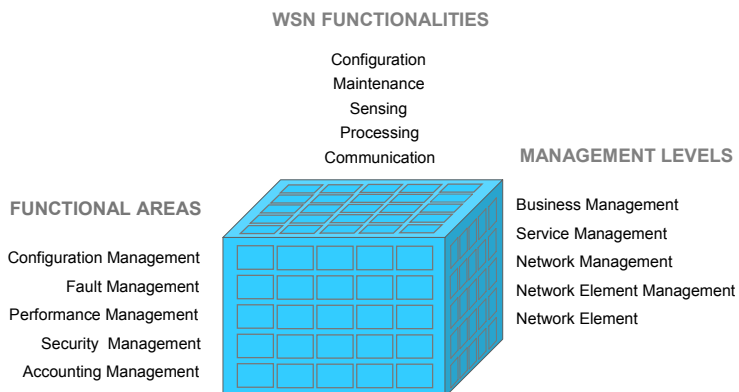 WSN FUNCTIONALITIES
Configuration
Maintenance
Sensing
Processing
Communication
MANAGEMENT LEVELS
Business Management
Service Management
Network Management
Network Element Management
Network Element
FUNCTIONAL AREAS
Configuration Management
Fault Management
Performance Management
Security Management
Accounting Management